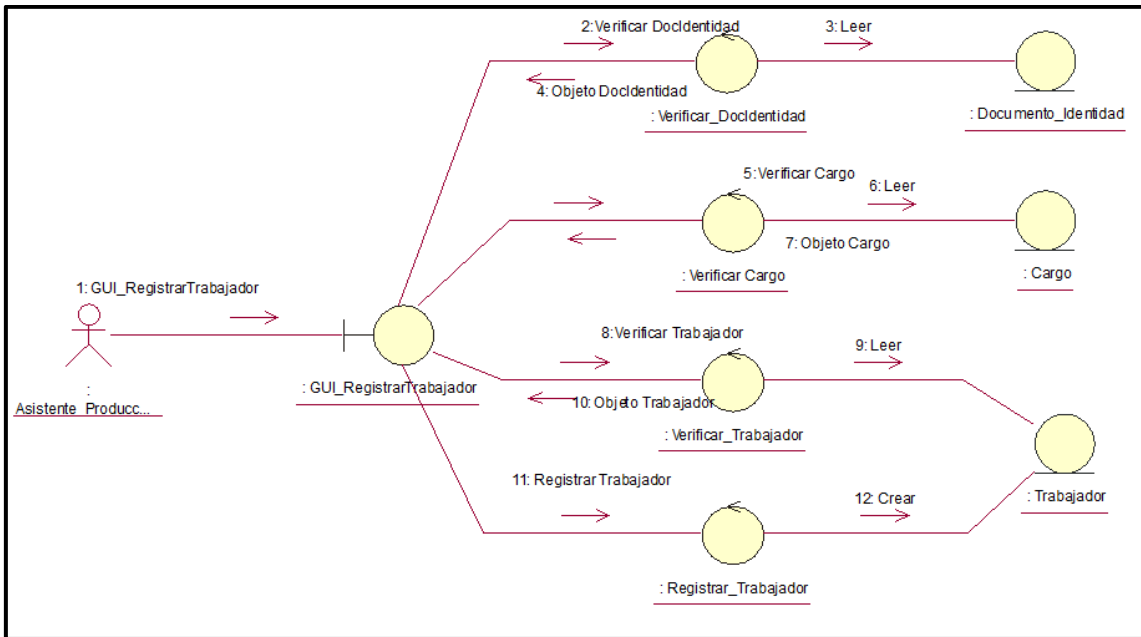 2: Verificar DocIdentidad
3: Leer
4: Objeto DocIdentidad
: Verificar_DocIdentidad
: Documento_Identidad
5: Verificar Cargo
6: Leer
7: Objeto Cargo
: Verificar Cargo
: Cargo
1: GUI_RegistrarTrabajador
8: Verificar Trabajador
9: Leer
: GUI_RegistrarTrabajador
:
Asistente_Producc...
10: Objeto Trabajador
: Verificar_Trabajador
11: Registrar Trabajador
12: Crear
: Trabajador
: Registrar_Trabajador